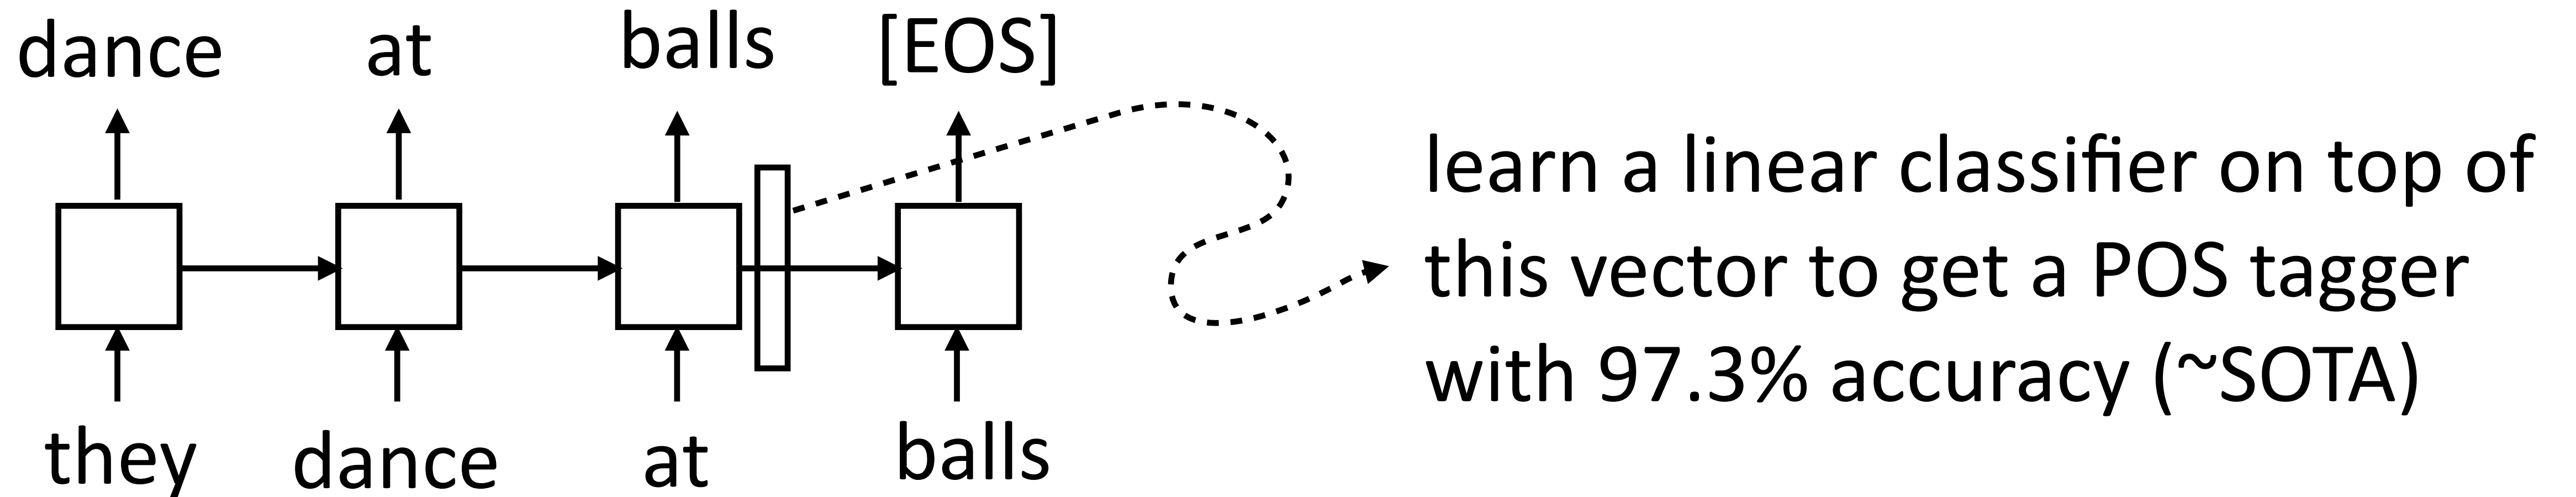 dance at balls [EOS]
they dance at balls
learn a linear classifier on top of
this vector to get a POS tagger
with 97.3% accuracy (~SOTA)